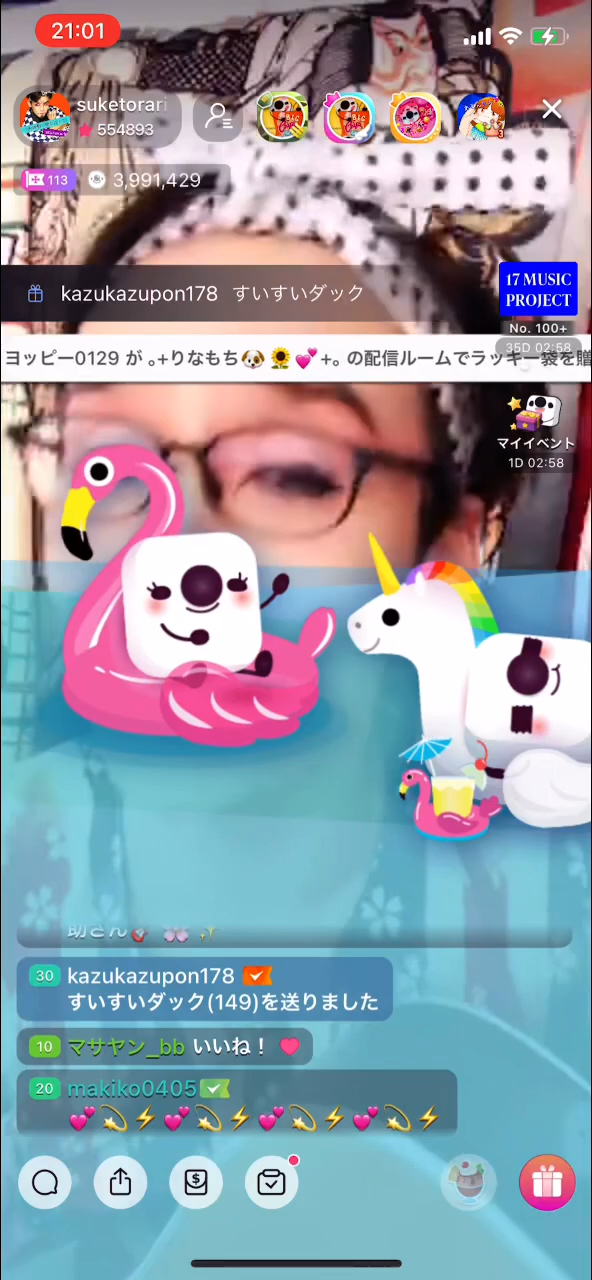 21:01
suketorari
554893
113
3,991,429
kazukazupon178 すいすいダック
17 MUSIC
PROJECT
No. 100+
35D 02:58
ヨッピー0129 が 。+りなもち🐶🌻💕+。 の配信ルームでラッキー袋を贈
マイイベント
1D 02:58
助さん
30 kazukazupon178
すいすいダック(149)を送りました
10 マサヤン_bb いいね！ ❤️
20 makiko0405
💕💫⚡💕💫⚡💕💫⚡💕💫⚡